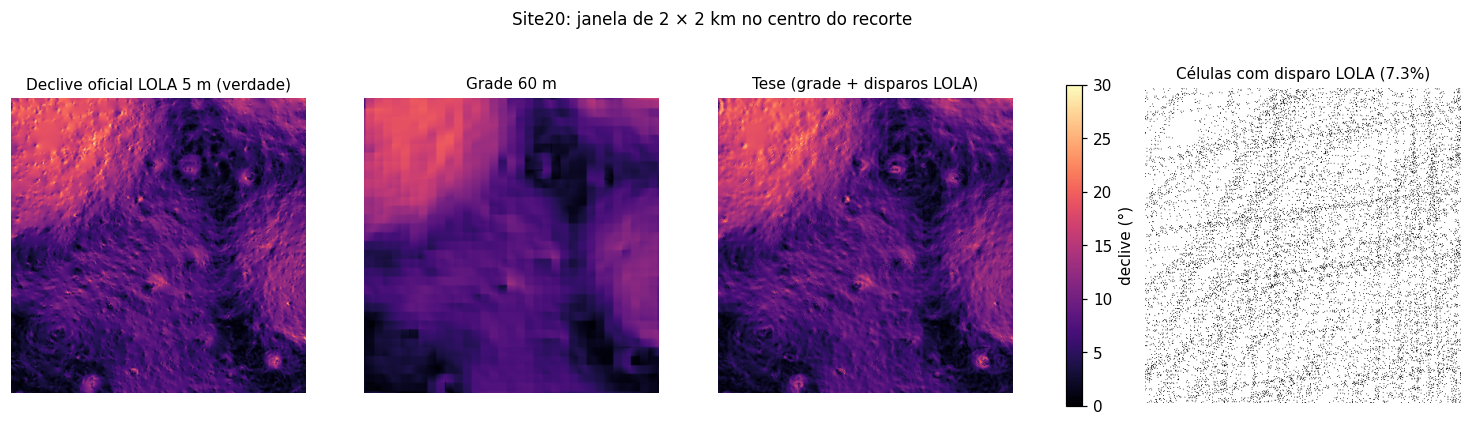 Site20: janela de 2 × 2 km no centro do recorte
Declive oficial LOLA 5 m (verdade)
Grade 60 m
Tese (grade + disparos LOLA)
Células com disparo LOLA (7.3%)
30
25
20
15
10
5
0
declive (°)